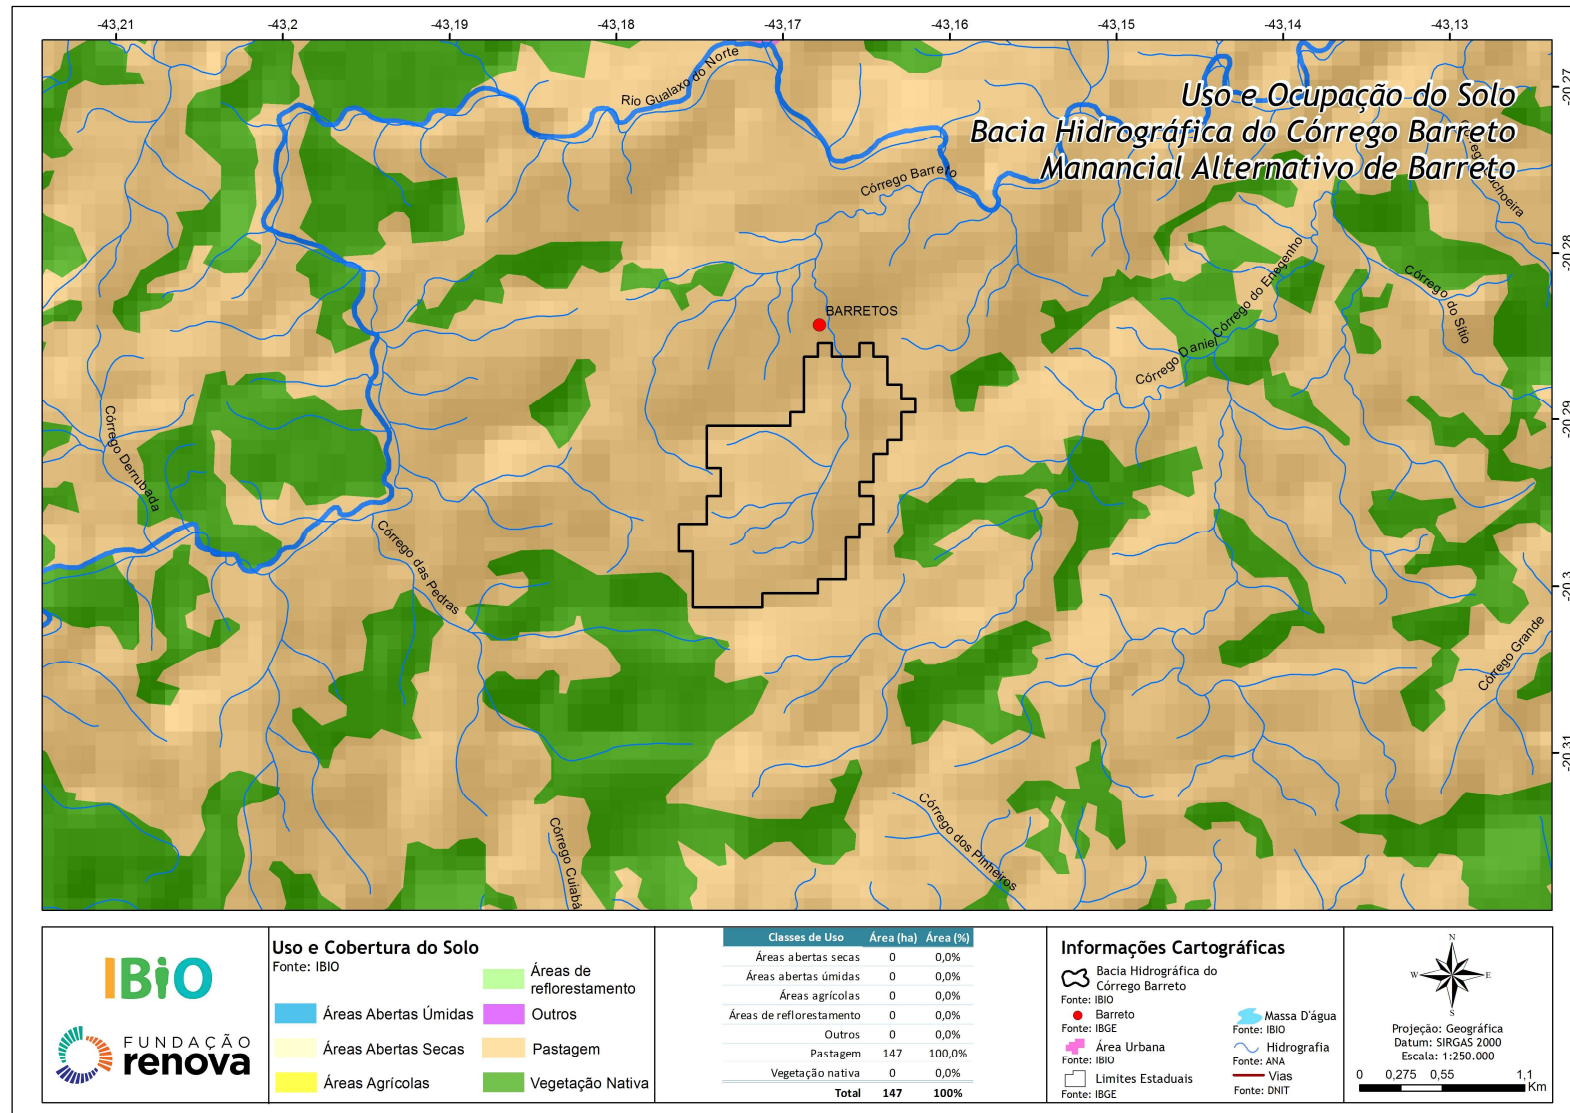 -43,21 -43,2 -43,19 -43,18 -43,17 -43,16 -43,15 -43,14 -43,13
Uso e Ocupação do Solo
Bacia Hidrográfica do Córrego Barreto
Manancial Alternativo de Barreto
Rio Gualaxo do Norte
Córrego Barreto
BARRETOS
Córrego do Enegenho
Córrego Daniel
Córrego do Sítio
Córrego Derrubada
Córrego das Pedras
Córrego Grande
Córrego dos Pinheiros
Córrego Cuiabá
-20,27
-20,28
-20,29
-20,3
-20,31
IBiO
FUNDAÇÃO
renova
Uso e Cobertura do Solo
Fonte: IBIO
Áreas Abertas Úmidas
Áreas Abertas Secas
Áreas Agrícolas
Áreas de
reflorestamento
Outros
Pastagem
Vegetação Nativa
Classes de Uso Área (ha) Área (%)
Áreas abertas secas 0 0,0%
Áreas abertas úmidas 0 0,0%
Áreas agrícolas 0 0,0%
Áreas de reflorestamento 0 0,0%
Outros 0 0,0%
Pastagem 147 100,0%
Vegetação nativa 0 0,0%
Total 147 100%
Informações Cartográficas
Bacia Hidrográfica do
Córrego Barreto
Fonte: IBIO
Barreto
Fonte: IBGE
Área Urbana
Fonte: IBIO
Limites Estaduais
Fonte: IBGE
Massa D'água
Fonte: IBIO
Hidrografia
Fonte: ANA
Vias
Fonte: DNIT
N
W E
S
Projeção: Geográfica
Datum: SIRGAS 2000
Escala: 1:250.000
0 0,275 0,55 1,1
Km